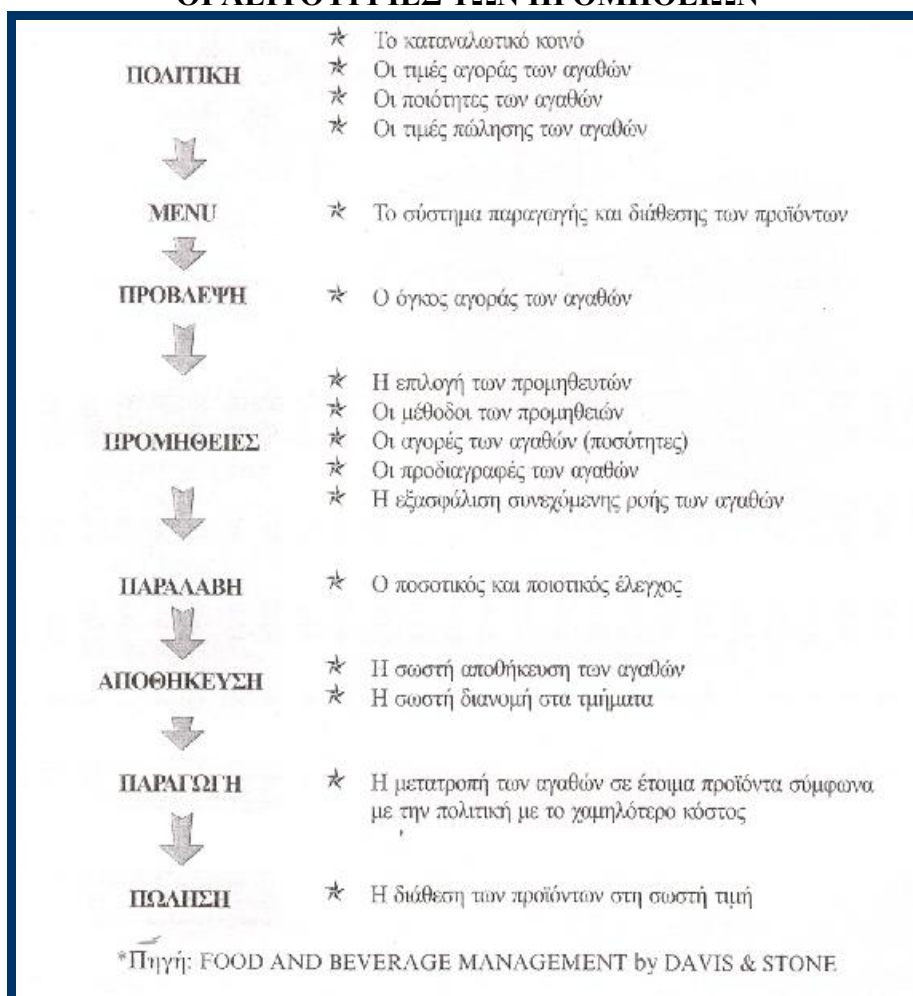 ΟΙ ΛΕΙΤΟΥΡΓΙΕΣ ΤΩΝ ΠΡΟΜΗΘΕΙΩΝ
ΠΟΛΙΤΙΚΗ
Το καταναλωτικό κοινό
Οι τιμές αγοράς των αγαθών
Οι ποιότητες των αγαθών
Οι τιμές πώλησης των αγαθών
MENU
Το σύστημα παραγωγής και διάθεσης των προϊόντων
ΠΡΟΒΛΕΨΗ
Ο όγκος αγοράς των αγαθών
ΠΡΟΜΗΘΕΙΕΣ
Η επιλογή των προμηθευτών
Οι μέθοδοι των προμηθειών
Οι αγορές των αγαθών (ποσότητες)
Οι προδιαγραφές των αγαθών
Η εξασφάλιση συνεχόμενης ροής των αγαθών
ΠΑΡΑΛΑΒΗ
Ο ποσοτικός και ποιοτικός έλεγχος
ΑΠΟΘΗΚΕΥΣΗ
Η σωστή αποθήκευση των αγαθών
Η σωστή διανομή στα τμήματα
ΠΑΡΑΓΩΓΗ
Η μετατροπή των αγαθών σε έτοιμα προϊόντα σύμφωνα
με την πολιτική με το χαμηλότερο κόστος
ΠΩΛΗΣΗ
Η διάθεση των προϊόντων στη σωστή τιμή
*Πηγή: FOOD AND BEVERAGE MANAGEMENT by DAVIS & STONE